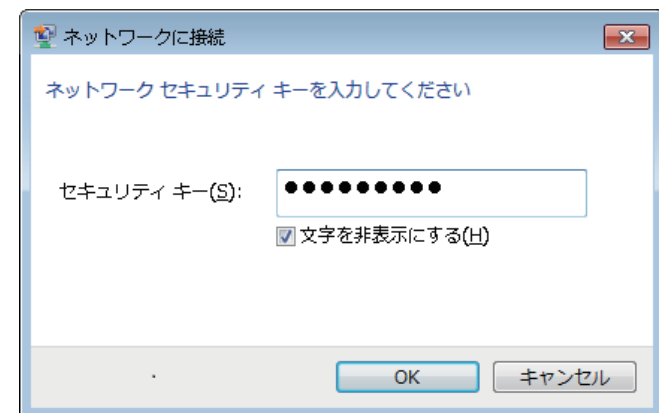 ネットワークに接続
ネットワーク セキュリティ キーを入力してください
セキュリティ キー(S): ●●●●●●●●●
文字を非表示にする(H)
OK キャンセル